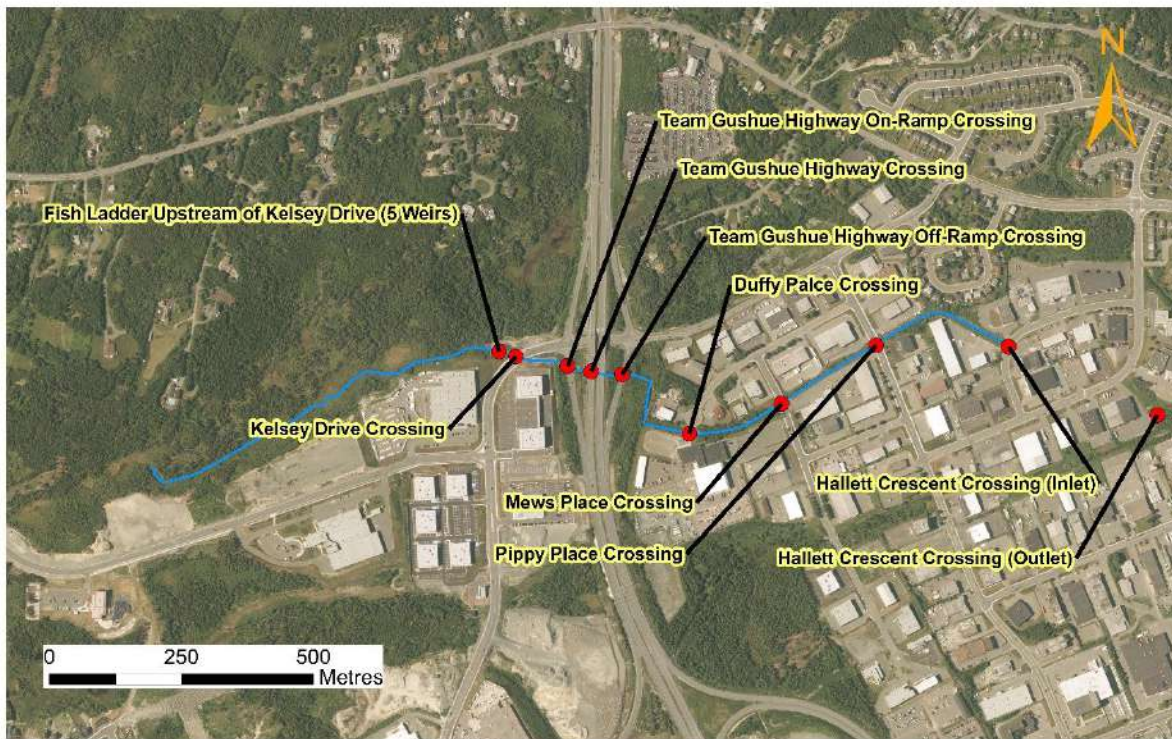 N
Team Gushue Highway On-Ramp Crossing
Team Gushue Highway Crossing
Fish Ladder Upstream of Kelsey Drive (5 Weirs)
Team Gushue Highway Off-Ramp Crossing
Duffy Palce Crossing
Kelsey Drive Crossing
Hallett Crescent Crossing (Inlet)
Mews Place Crossing
Pippy Place Crossing
Hallett Crescent Crossing (Outlet)
0 250 500
Metres